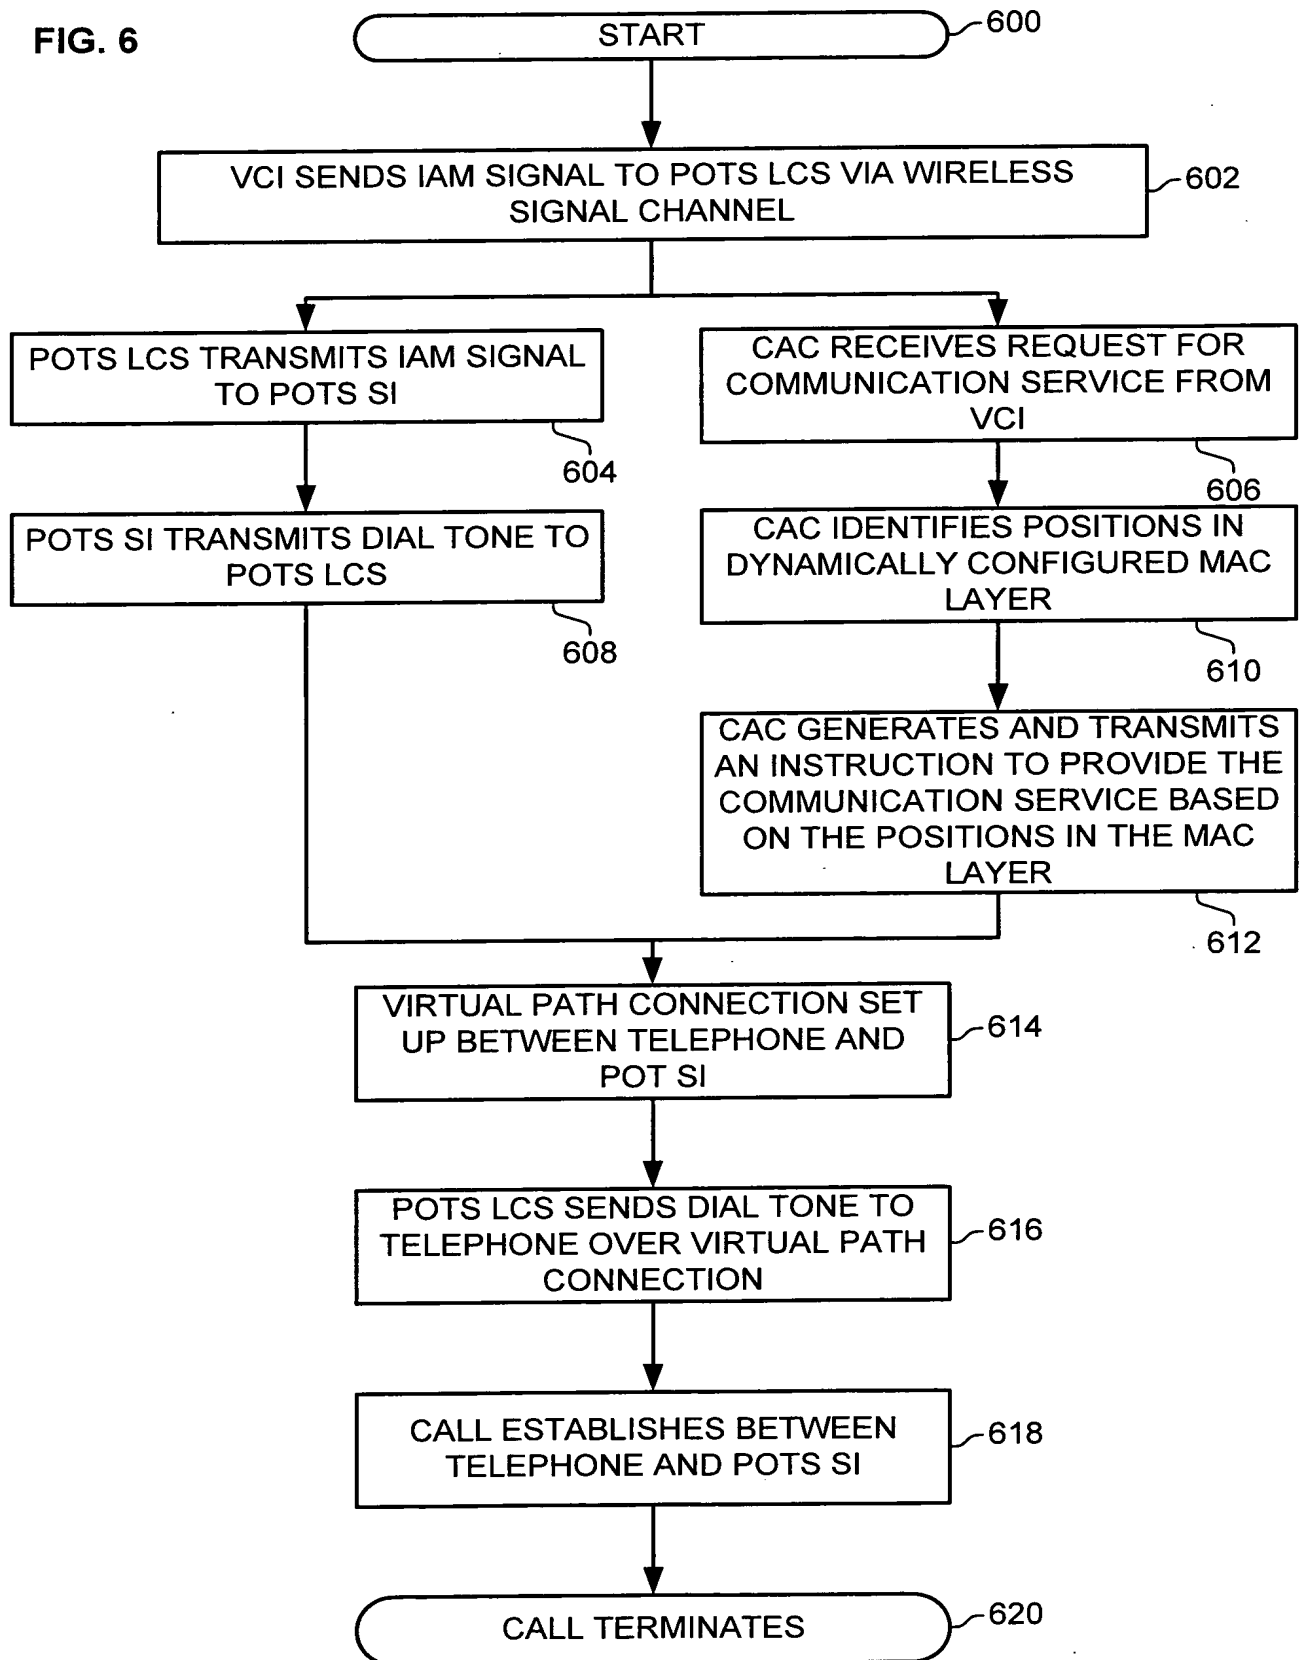 FIG. 6
START
600
VCI SENDS IAM SIGNAL TO POTS LCS VIA WIRELESS
SIGNAL CHANNEL
602
POTS LCS TRANSMITS IAM SIGNAL
TO POTS SI
604
CAC RECEIVES REQUEST FOR
COMMUNICATION SERVICE FROM
VCI
606
POTS SI TRANSMITS DIAL TONE TO
POTS LCS
608
CAC IDENTIFIES POSITIONS IN
DYNAMICALLY CONFIGURED MAC
LAYER
610
CAC GENERATES AND TRANSMITS
AN INSTRUCTION TO PROVIDE THE
COMMUNICATION SERVICE BASED
ON THE POSITIONS IN THE MAC
LAYER
612
VIRTUAL PATH CONNECTION SET
UP BETWEEN TELEPHONE AND
POT SI
614
POTS LCS SENDS DIAL TONE TO
TELEPHONE OVER VIRTUAL PATH
CONNECTION
616
CALL ESTABLISHES BETWEEN
TELEPHONE AND POTS SI
618
CALL TERMINATES
620